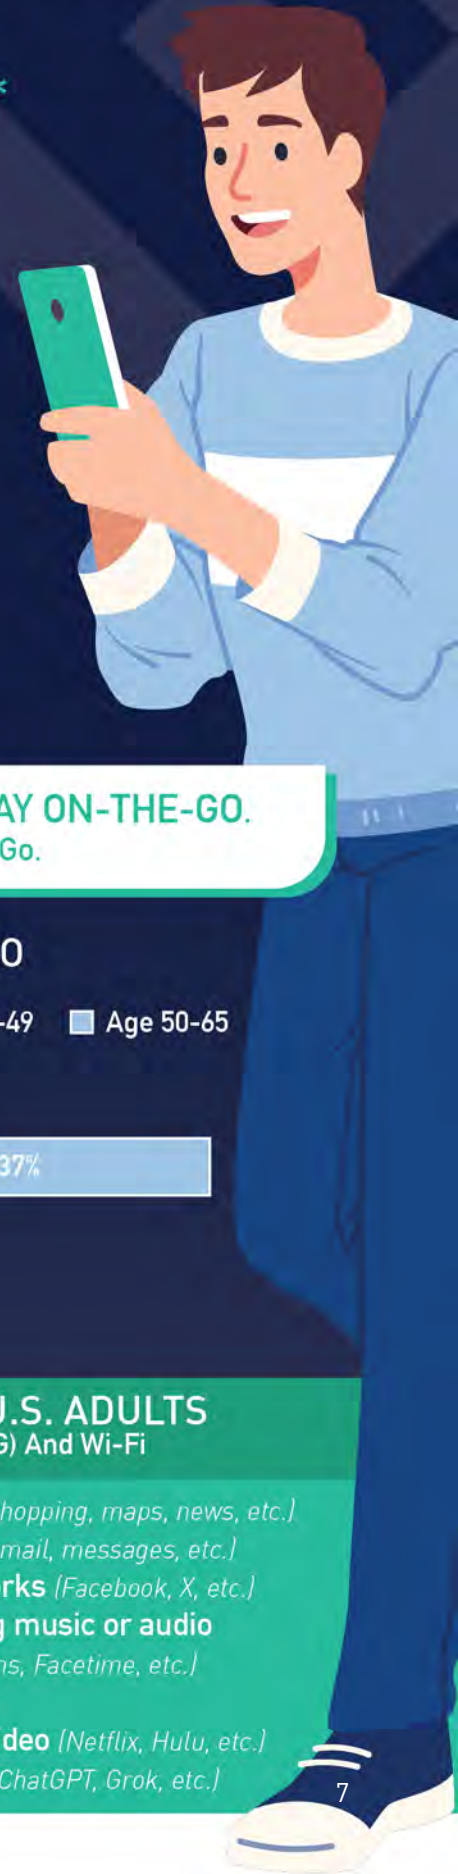 *
AY ON-THE-GO.
Go.
O
-49 Age 50-65
37%
U.S. ADULTS
G) And Wi-Fi
hopping, maps, news, etc.)
mail, messages, etc.)
rks (Facebook, X, etc.)
g music or audio
ns, Facetime, etc.)
deo (Netflix, Hulu, etc.)
ChatGPT, Grok, etc.)
7